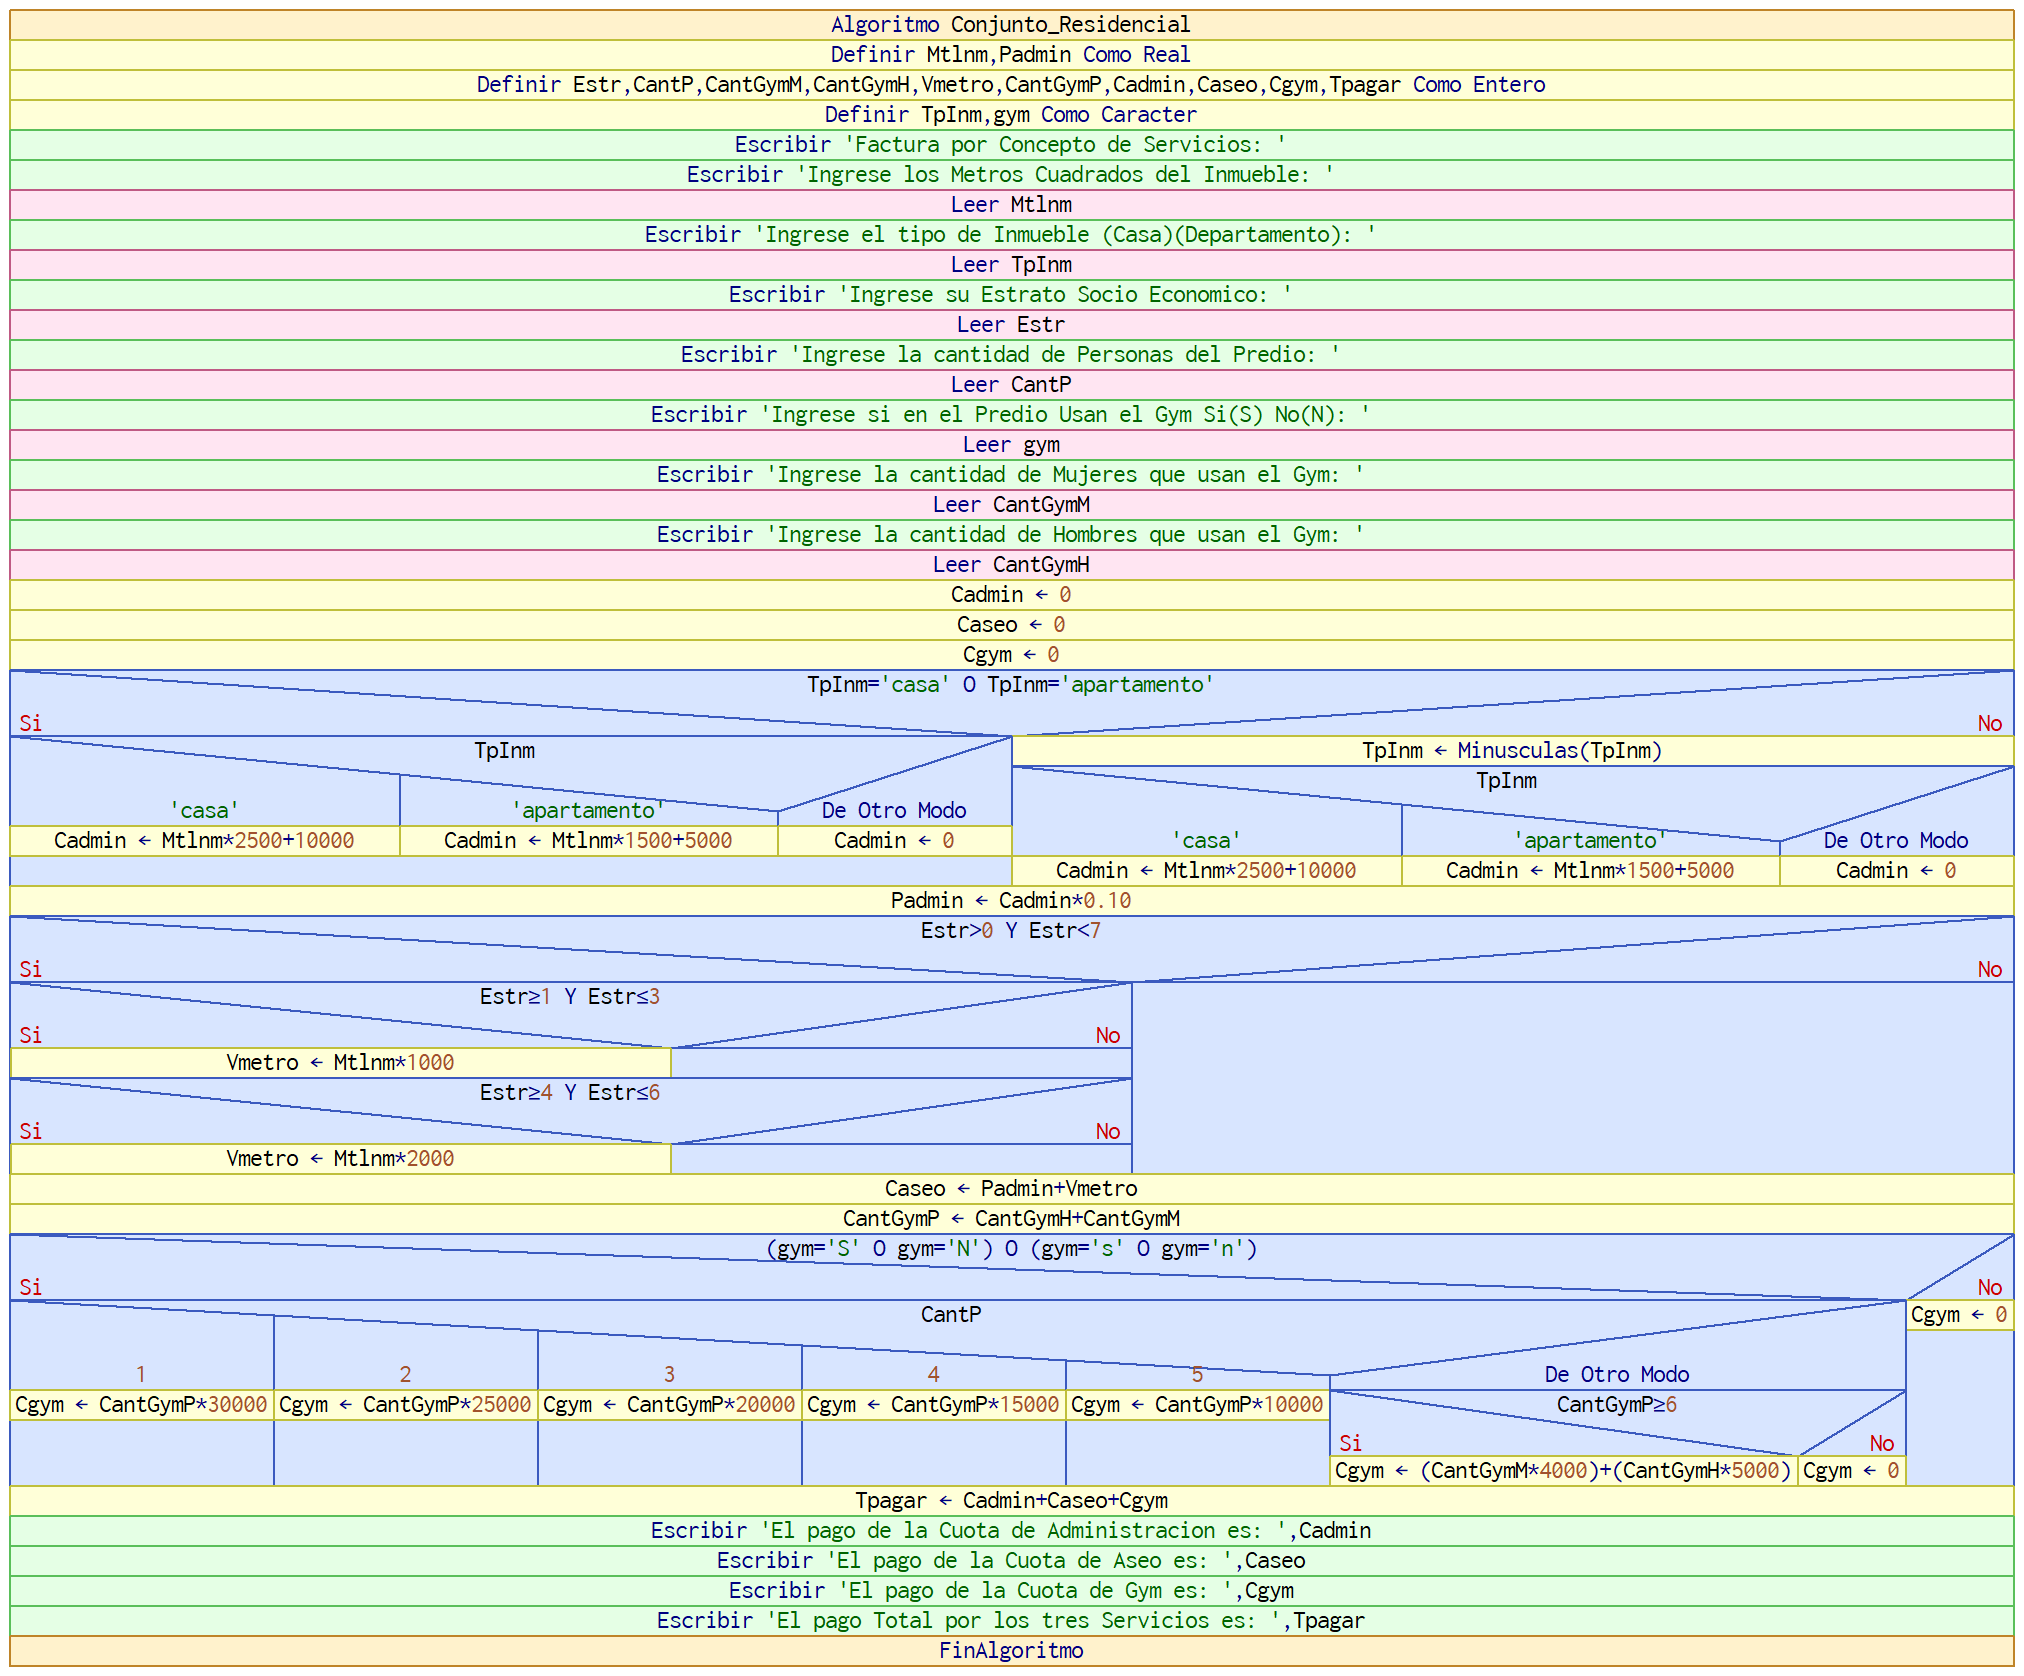 Algoritmo Conjunto_Residencial
Definir Mtlnm,Padmin Como Real
Definir Estr,CantP,CantGymM,CantGymH,Vmetro,CantGymP,Cadmin,Caseo,Cgym,Tpagar Como Entero
Definir TpInm,gym Como Caracter
Escribir 'Factura por Concepto de Servicios: '
Escribir 'Ingrese los Metros Cuadrados del Inmueble: '
Leer Mtlnm
Escribir 'Ingrese el tipo de Inmueble (Casa)(Departamento): '
Leer TpInm
Escribir 'Ingrese su Estrato Socio Economico: '
Leer Estr
Escribir 'Ingrese la cantidad de Personas del Predio: '
Leer CantP
Escribir 'Ingrese si en el Predio Usan el Gym Si(S) No(N): '
Leer gym
Escribir 'Ingrese la cantidad de Mujeres que usan el Gym: '
Leer CantGymM
Escribir 'Ingrese la cantidad de Hombres que usan el Gym: '
Leer CantGymH
Cadmin ← 0
Caseo ← 0
Cgym ← 0
TpInm='casa' O TpInm='apartamento'
Si No
TpInm
TpInm ← Minusculas(TpInm)
TpInm
'casa' 'apartamento' De Otro Modo
Cadmin ← Mtlnm*2500+10000 Cadmin ← Mtlnm*1500+5000 Cadmin ← 0
'casa' 'apartamento' De Otro Modo
Cadmin ← Mtlnm*2500+10000 Cadmin ← Mtlnm*1500+5000 Cadmin ← 0
Padmin ← Cadmin*0.10
Estr>0 Y Estr<7
Si No
Estr≥1 Y Estr≤3
Si No
Vmetro ← Mtlnm*1000
Estr≥4 Y Estr≤6
Si No
Vmetro ← Mtlnm*2000
Caseo ← Padmin+Vmetro
CantGymP ← CantGymH+CantGymM
(gym='S' O gym='N') O (gym='s' O gym='n')
Si No
CantP
Cgym ← 0
1 2 3 4 5 De Otro Modo
Cgym ← CantGymP*30000 Cgym ← CantGymP*25000 Cgym ← CantGymP*20000 Cgym ← CantGymP*15000 Cgym ← CantGymP*10000 CantGymP≥6
Si No
Cgym ← (CantGymM*4000)+(CantGymH*5000) Cgym ← 0
Tpagar ← Cadmin+Caseo+Cgym
Escribir 'El pago de la Cuota de Administracion es: ',Cadmin
Escribir 'El pago de la Cuota de Aseo es: ',Caseo
Escribir 'El pago de la Cuota de Gym es: ',Cgym
Escribir 'El pago Total por los tres Servicios es: ',Tpagar
FinAlgoritmo